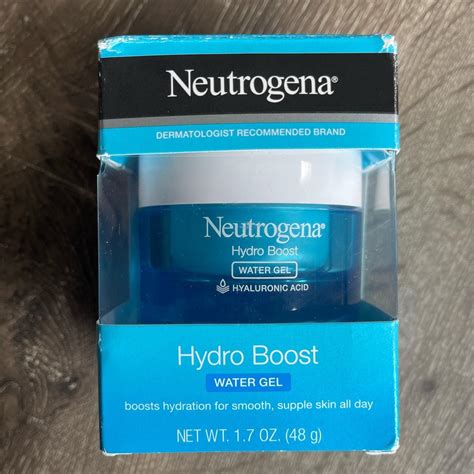 Neutrogena®
DERMATOLOGIST RECOMMENDED BRAND
Neutrogena®
Hydro Boost
WATER GEL
HYALURONIC ACID
Hydro Boost
WATER GEL
boosts hydration for smooth, supple skin all day
NET WT. 1.7 OZ. (48 g)